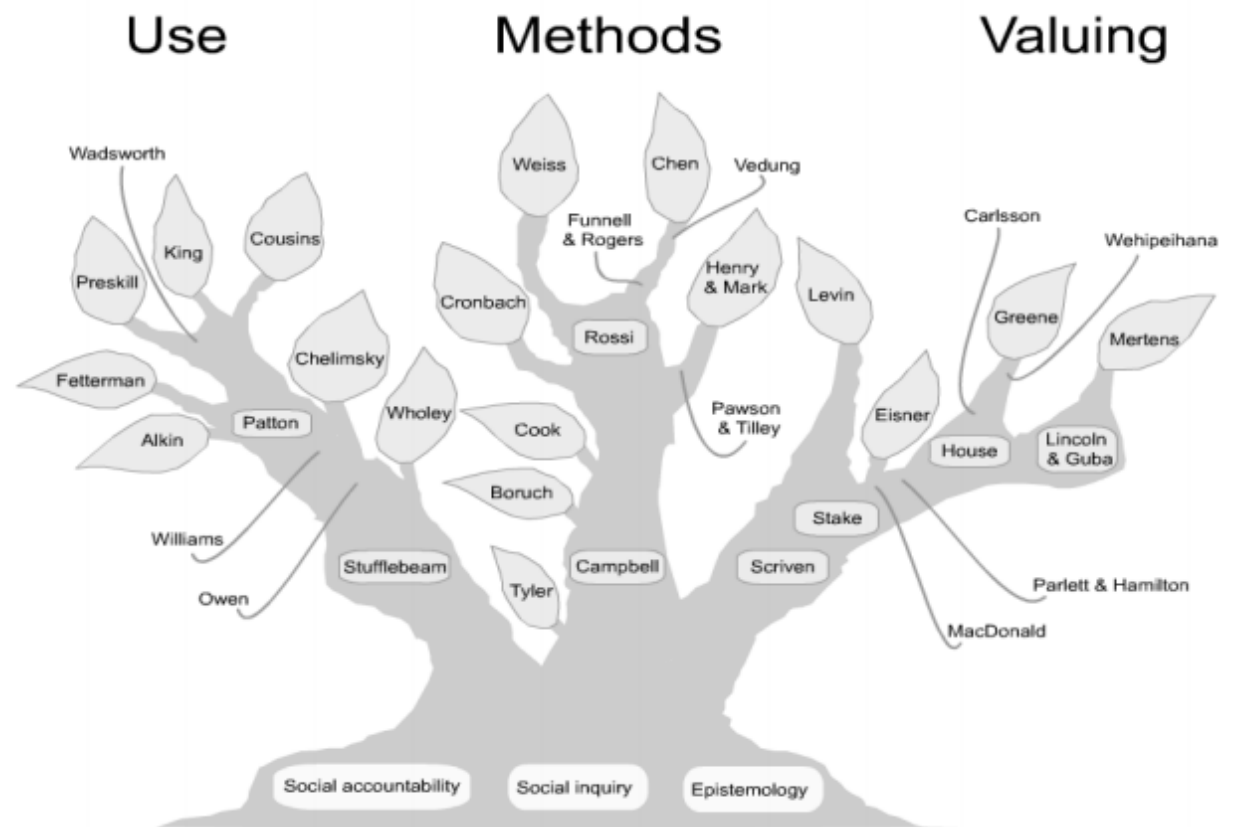 Use
Methods
Valuing
Wadsworth
Preskill
King
Cousins
Fetterman
Alkin
Patton
Chelimsky
Wholey
Williams
Owen
Stufflebeam
Weiss
Chen
Vedung
Funnell
& Rogers
Cronbach
Rossi
Henry
& Mark
Cook
Pawson
& Tilley
Boruch
Tyler
Campbell
Levin
Carlsson
Wehipeihana
Greene
Mertens
Eisner
House
Lincoln
& Guba
Stake
Scriven
Parlett & Hamilton
MacDonald
Social accountability
Social inquiry
Epistemology